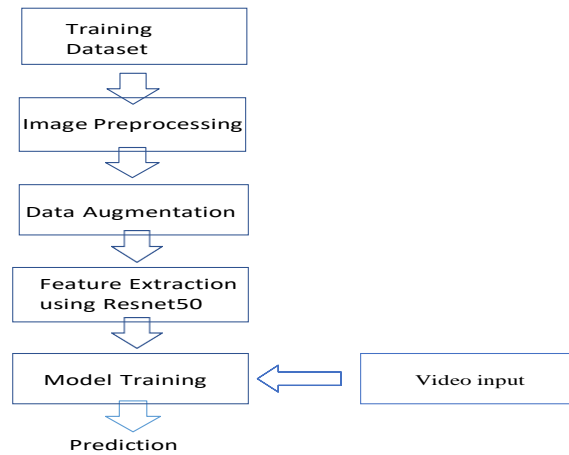 Training
Dataset
Image Preprocessing
Data Augmentation
Feature Extraction
using Resnet50
Model Training
Video input
Prediction